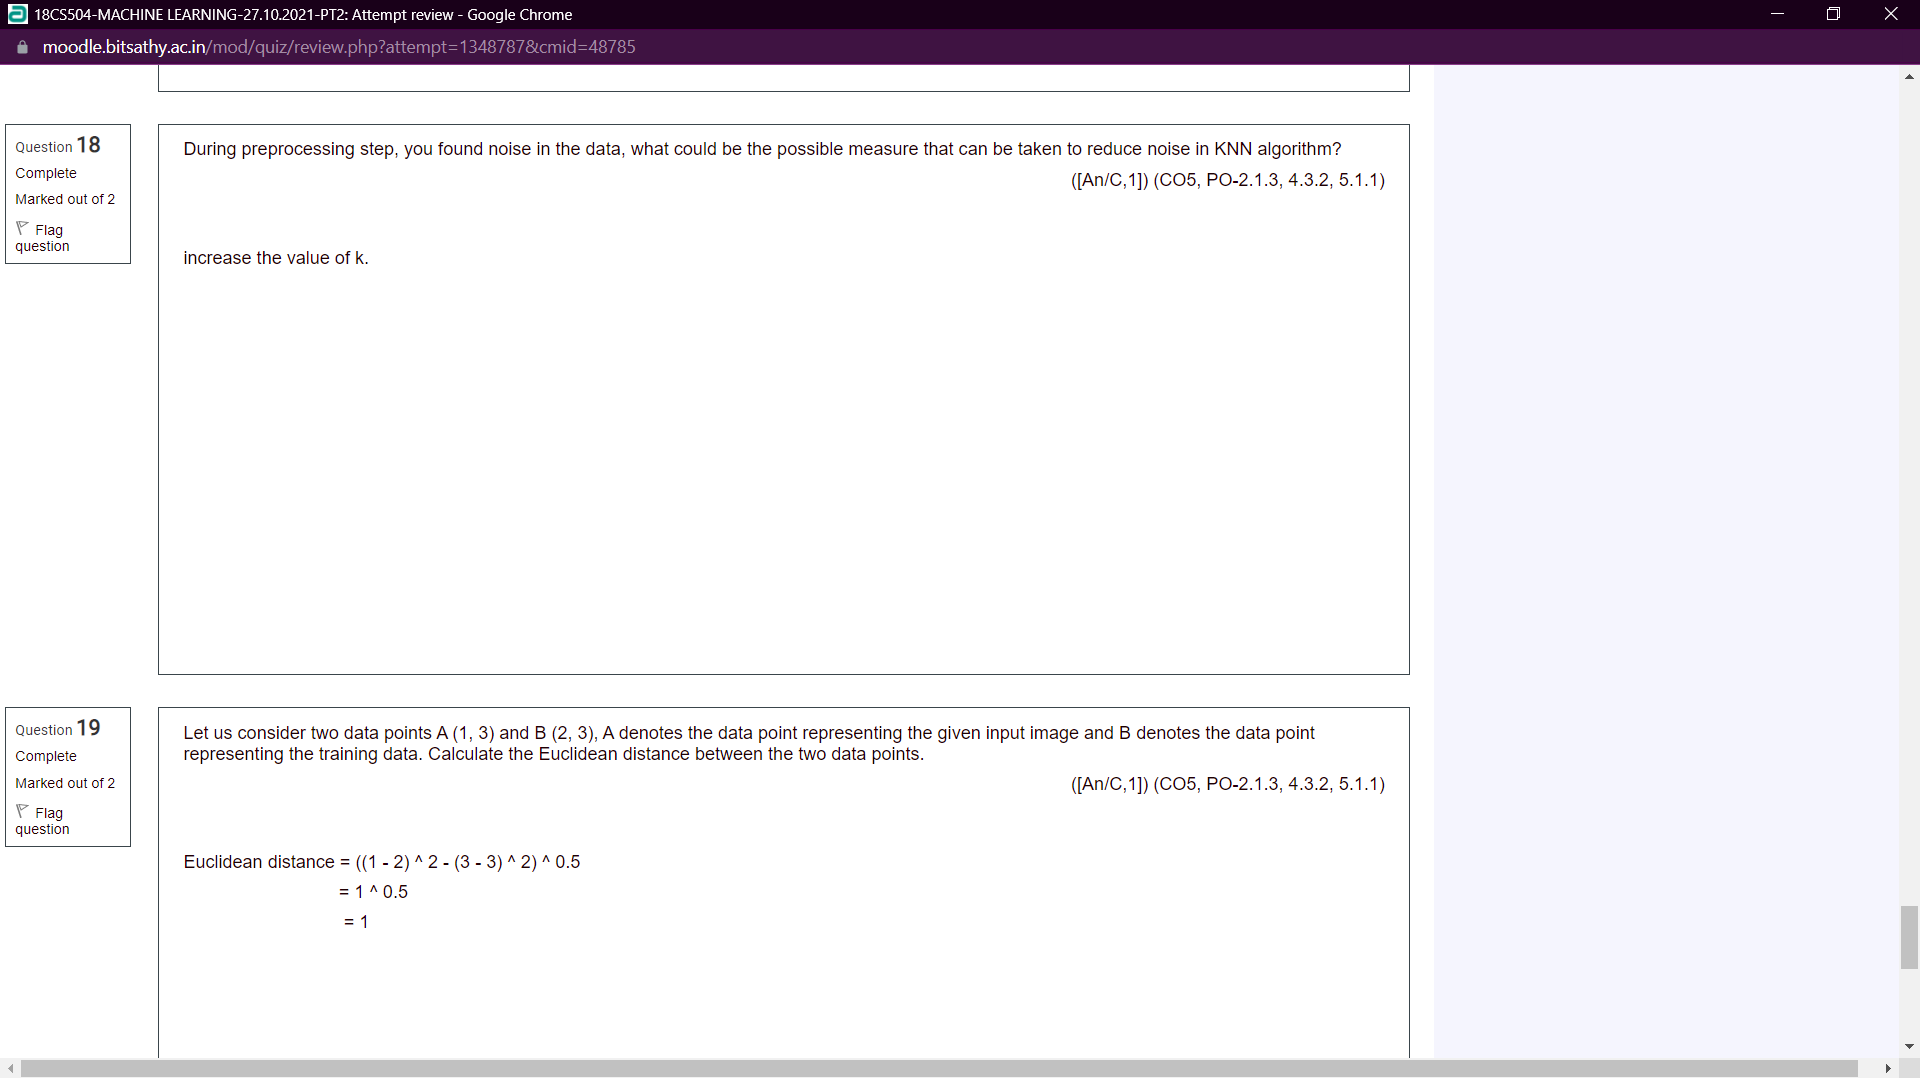 18CS504-MACHINE LEARNING-27.10.2021-PT2: Attempt review - Google Chrome
moodle.bitsathy.ac.in/mod/quiz/review.php?attempt=1348787&cmid=48785
Question 18
Complete
Marked out of 2
Flag
question
During preprocessing step, you found noise in the data, what could be the possible measure that can be taken to reduce noise in KNN algorithm?
([An/C,1]) (CO5, PO-2.1.3, 4.3.2, 5.1.1)
increase the value of k.
Question 19
Complete
Marked out of 2
Flag
question
Let us consider two data points A (1, 3) and B (2, 3), A denotes the data point representing the given input image and B denotes the data point
representing the training data. Calculate the Euclidean distance between the two data points.
([An/C,1]) (CO5, PO-2.1.3, 4.3.2, 5.1.1)
Euclidean distance = ((1 - 2) ^ 2 - (3 - 3) ^ 2) ^ 0.5
= 1 ^ 0.5
= 1